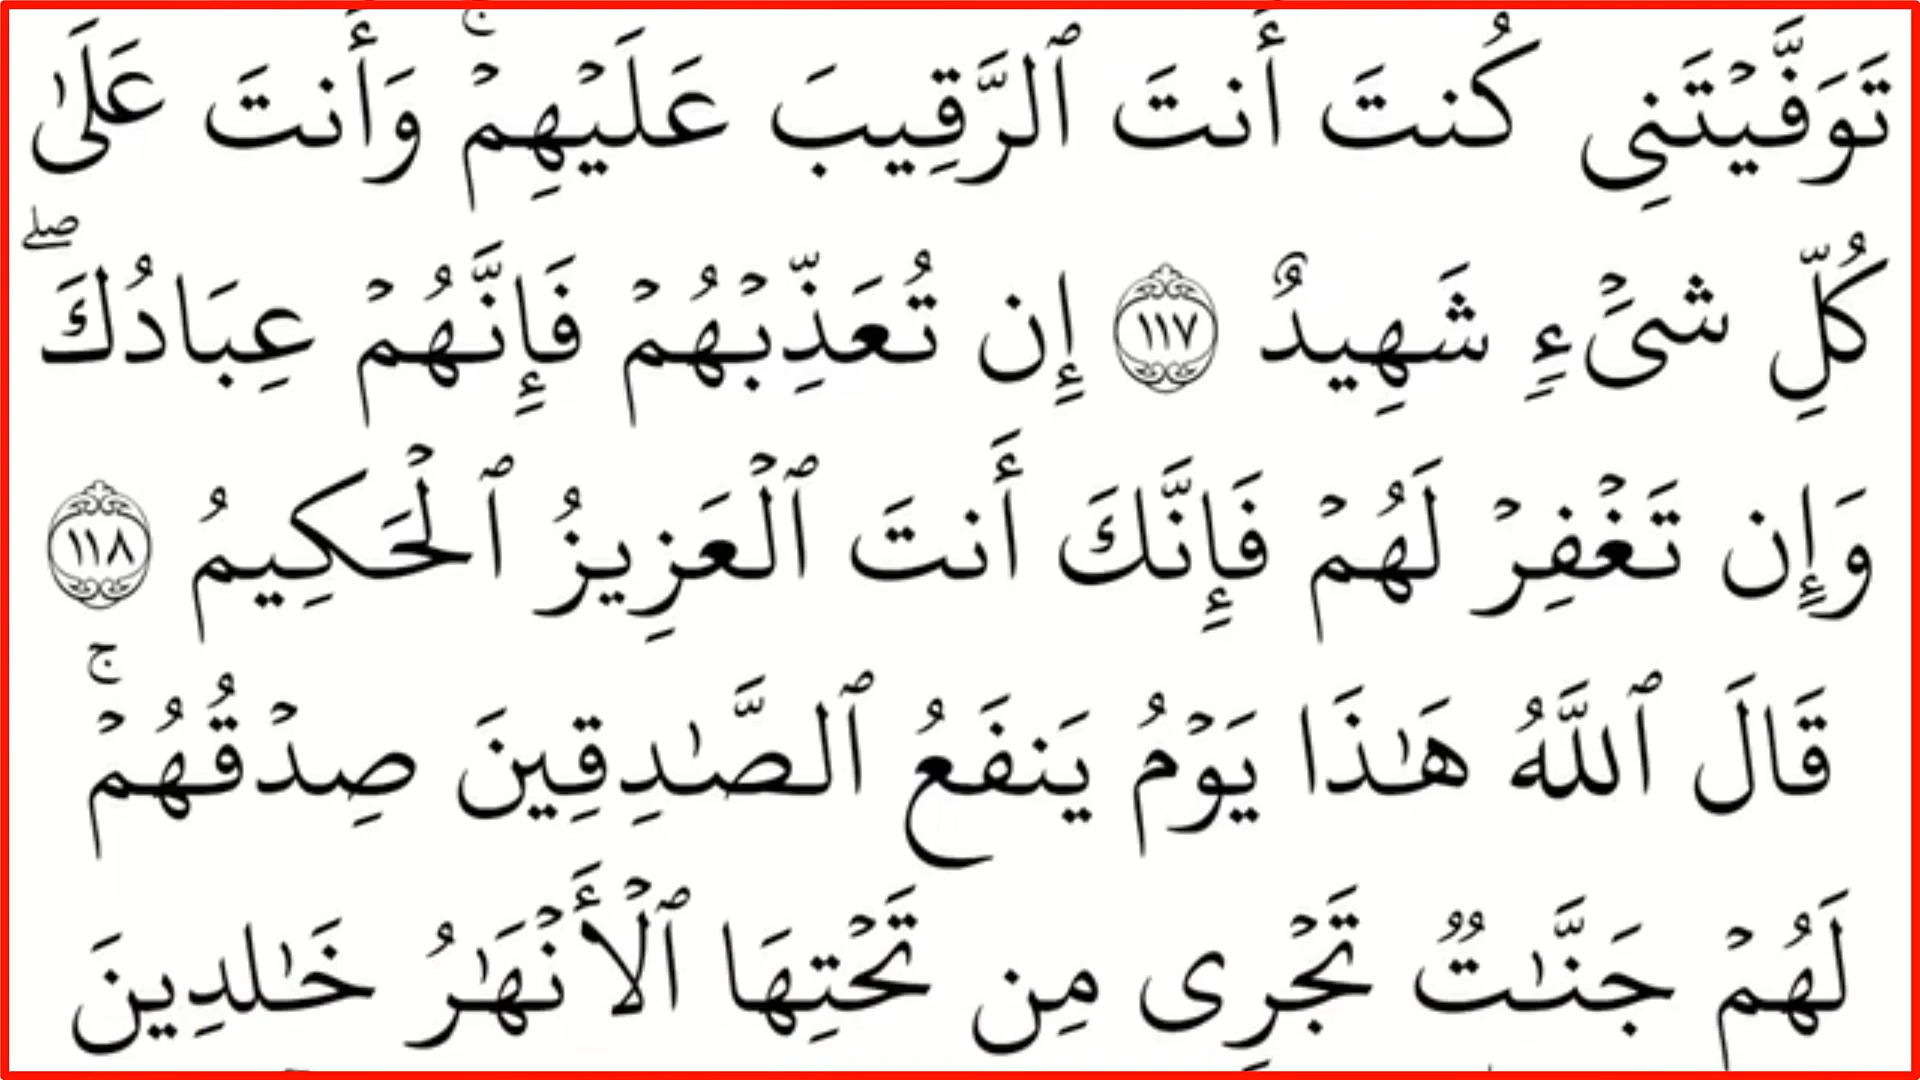 تَوَفَّيْتَنِى كُنتَ أَنتَ ٱلرَّقِيبَ عَلَيْهِمْ ۚ وَأَنتَ عَلَىٰ
كُلِّ شَىْءٍ شَهِيدٌ ١١٧ إِن تُعَذِّبْهُمْ فَإِنَّهُمْ عِبَادُكَ ۖ
وَإِن تَغْفِرْ لَهُمْ فَإِنَّكَ أَنتَ ٱلْعَزِيزُ ٱلْحَكِيمُ ١١٨
قَالَ ٱللَّهُ هَـٰذَا يَوْمُ يَنفَعُ ٱلصَّـٰدِقِينَ صِدْقُهُمْ ۚ
لَهُمْ جَنَّـٰتٌ تَجْرِى مِن تَحْتِهَا ٱلْأَنْهَـٰرُ خَـٰلِدِينَ